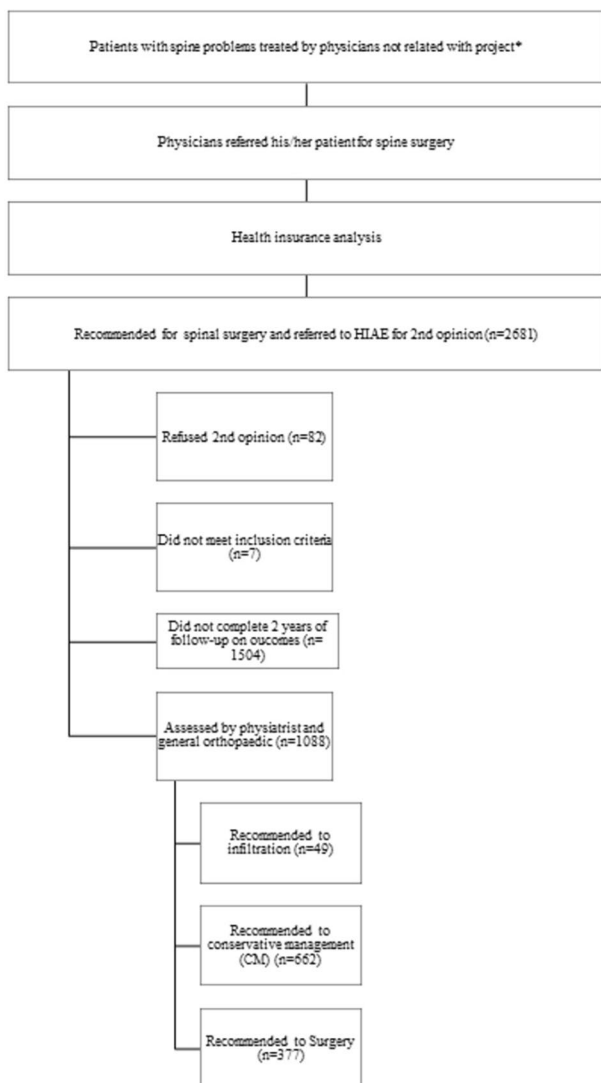 Patients with spine problems treated by physicians not related with project*
Physicians referred his/her patient for spine surgery
Health insurance analysis
Recommended for spinal surgery and referred to HIAE for 2nd opinion (n=2681)
Refused 2nd opinion (n=82)
Did not meet inclusion criteria
(n=7)
Did not complete 2 years of
follow-up on oucomes (n=
1504)
Assessed by physiatrist and
general orthopaedic (n=1088)
Recommended to
infiltration (n=49)
Recommended to
conservative management
(CM) (n=662)
Recommended to Surgery
(n=377)